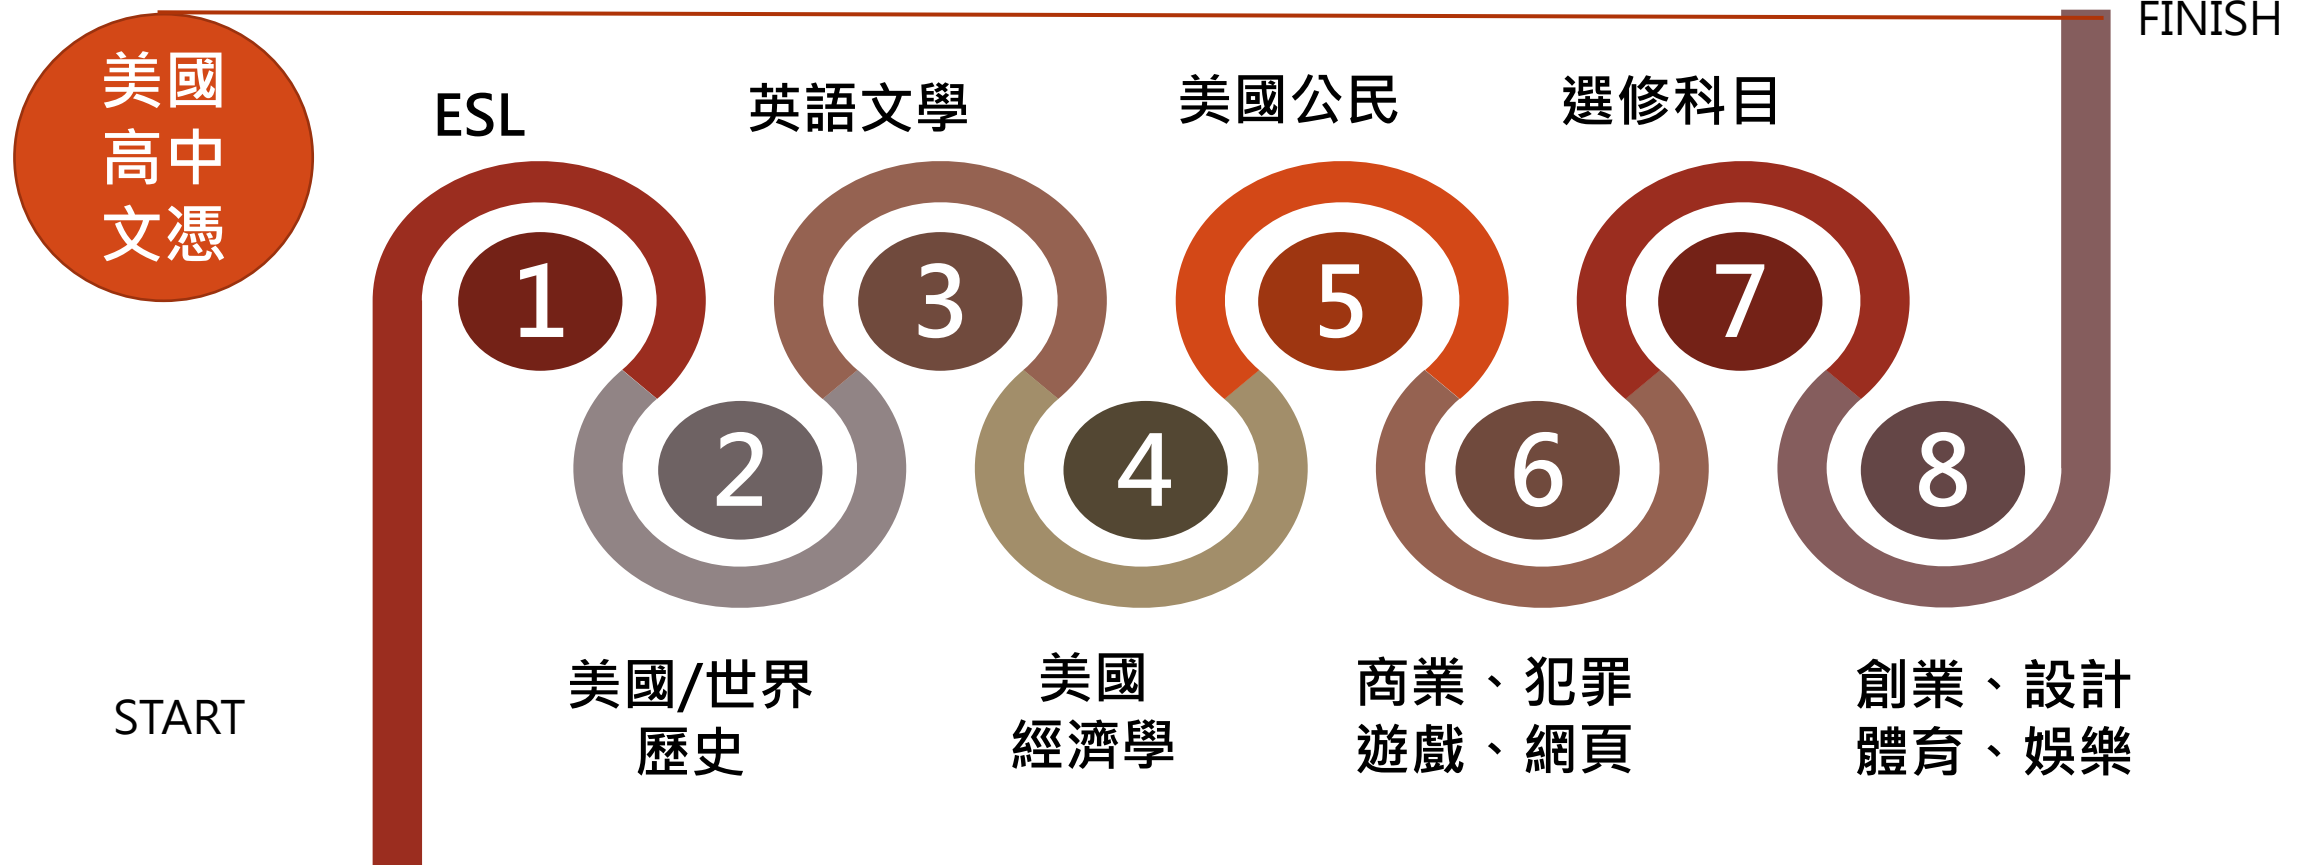 FINISH
美國
高中
文憑
ESL
英語文學
美國公民
選修科目
1
3
5
7
2
4
6
8
START
美國/世界
歷史
美國
經濟學
商業、犯罪
遊戲、網頁
創業、設計
體育、娛樂